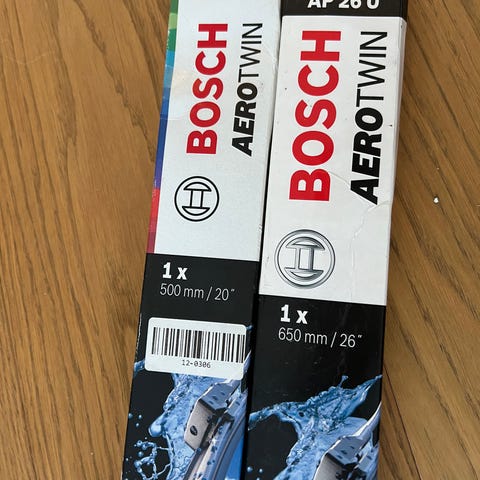 BOSCH
AEROTWIN
1 x
500 mm / 20"
12-0306
AP 26 U
BOSCH
AEROTWIN
1 x
650 mm / 26"